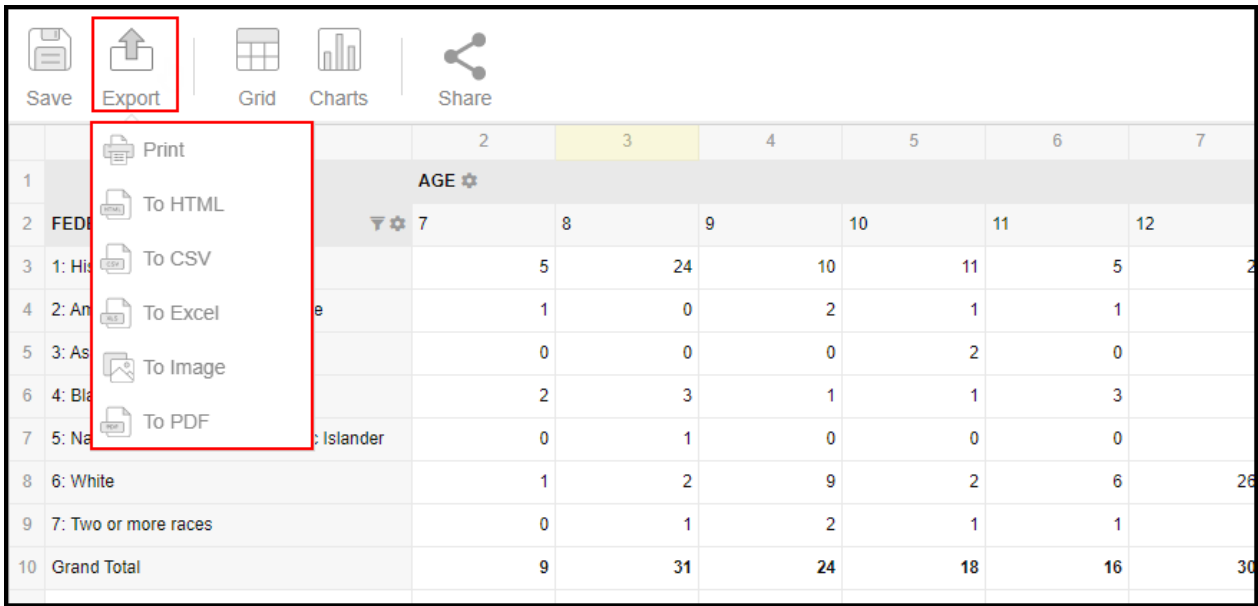 Save Export Grid Charts Share
2 3 4 5 6 7
Print
1 AGE
To HTML
2 FEDE 7 8 9 10 11 12
3 1: His 5 24 10 11 5 2
To CSV
4 2: Am e 1 0 2 1 1
To Excel
5 3: As 0 0 0 2 0
To Image
6 4: Bla 2 3 1 1 3
To PDF
7 5: Na c Islander 0 1 0 0 0
8 6: White 1 2 9 2 6 26
9 7: Two or more races 0 1 2 1 1
10 Grand Total 9 31 24 18 16 30